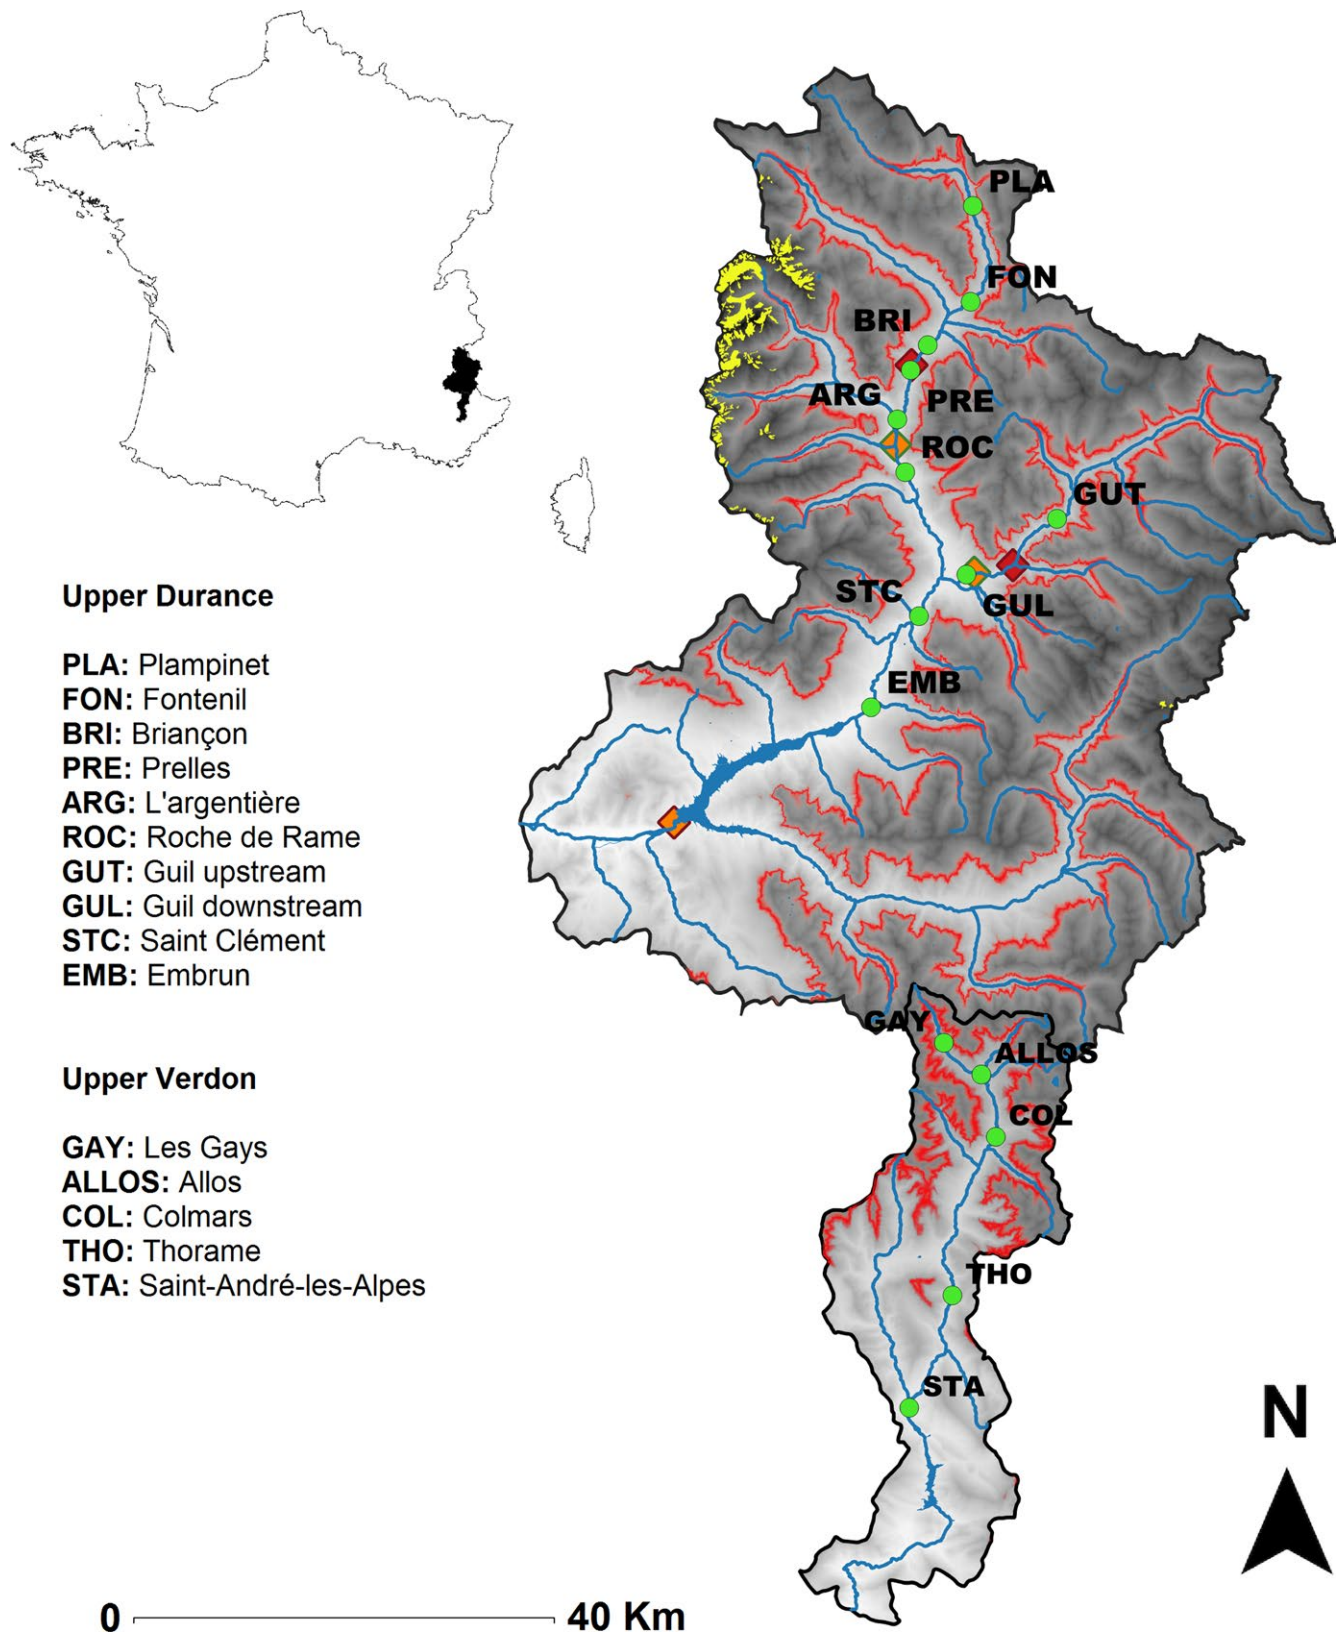 PLA
FON
BRI
ARG
PRE
ROC
GUT
STC
GUL
EMB
Upper Durance
PLA: Plampinet
FON: Fontenil
BRI: Briançon
PRE: Prelles
ARG: L'argentière
ROC: Roche de Rame
GUT: Guil upstream
GUL: Guil downstream
STC: Saint Clément
EMB: Embrun
GAY
ALLOS
COL
Upper Verdon
GAY: Les Gays
ALLOS: Allos
COL: Colmars
THO: Thorame
STA: Saint-André-les-Alpes
THO
STA
N
0 40 Km